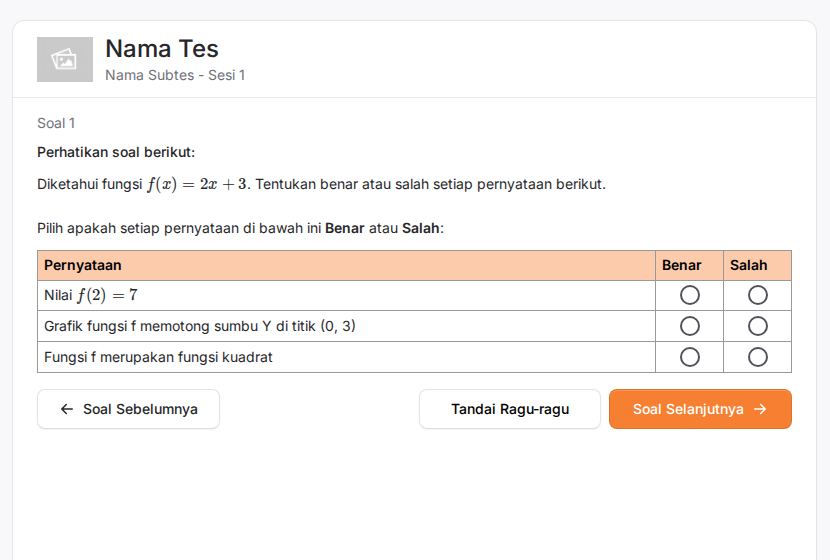 Nama Tes
Nama Subtes - Sesi 1
Soal 1
Perhatikan soal berikut:
Diketahui fungsi f(x) = 2x + 3. Tentukan benar atau salah setiap pernyataan berikut.
Pilih apakah setiap pernyataan di bawah ini Benar atau Salah:
Pernyataan Benar Salah
Nilai f(2) = 7
Grafik fungsi f memotong sumbu Y di titik (0, 3)
Fungsi f merupakan fungsi kuadrat
← Soal Sebelumnya Tandai Ragu-ragu Soal Selanjutnya →